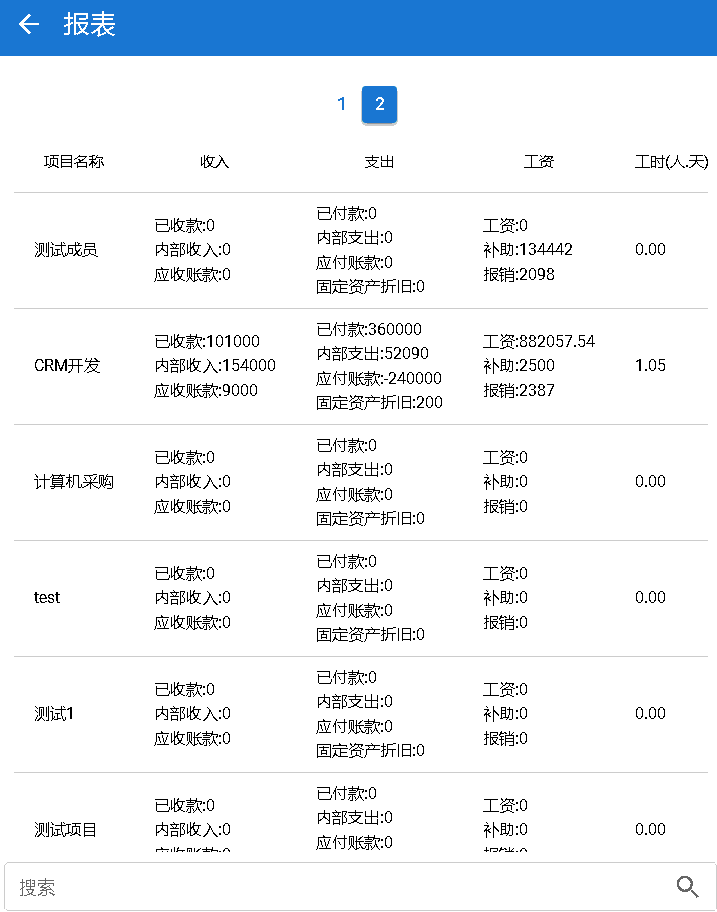 报表
1 2
项目名称 收入 支出 工资 工时(人.天)
测试成员
已收款:0
内部收入:0
应收账款:0
已付款:0
内部支出:0
应付账款:0
固定资产折旧:0
工资:0
补助:134442
报销:2098
0.00
CRM开发
已收款:101000
内部收入:154000
应收账款:9000
已付款:360000
内部支出:52090
应付账款:-240000
固定资产折旧:200
工资:882057.54
补助:2500
报销:2387
1.05
计算机采购
已收款:0
内部收入:0
应收账款:0
已付款:0
内部支出:0
应付账款:0
固定资产折旧:0
工资:0
补助:0
报销:0
0.00
test
已收款:0
内部收入:0
应收账款:0
已付款:0
内部支出:0
应付账款:0
固定资产折旧:0
工资:0
补助:0
报销:0
0.00
测试1
已收款:0
内部收入:0
应收账款:0
已付款:0
内部支出:0
应付账款:0
固定资产折旧:0
工资:0
补助:0
报销:0
0.00
测试项目
已收款:0
内部收入:0
应收账款:0
已付款:0
内部支出:0
应付账款:0
工资:0
补助:0
报销:0
0.00
搜索